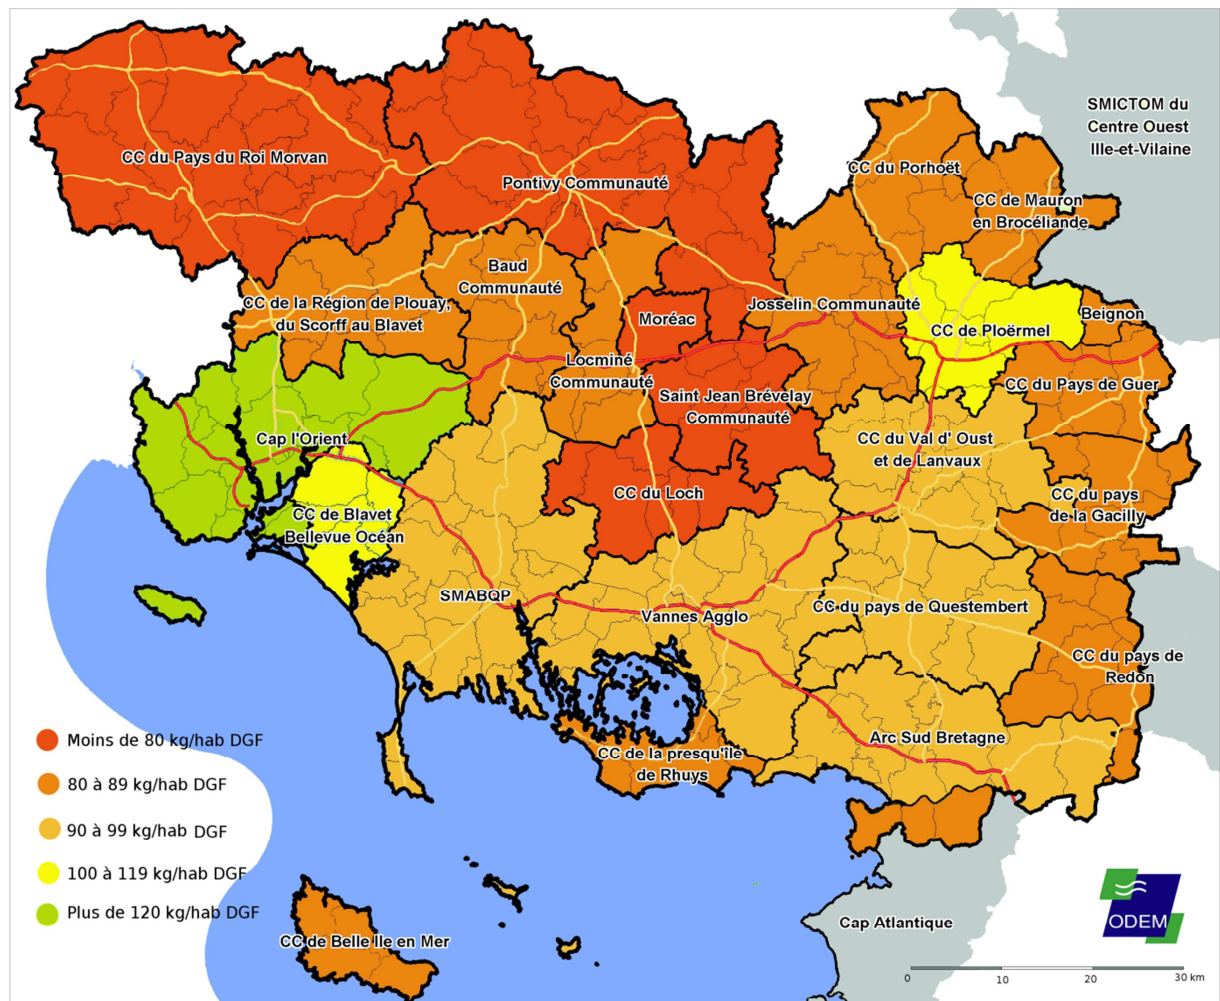 SMICTOM du
Centre Ouest
Ille-et-Vilaine
CC du Pays du Roi Morvan
Pontivy Communauté
CC du Porhoët
CC de Mauron
en Brocéliande
Baud
Communauté
CC de la Région de Plouay,
du Scorff au Blavet
Josselin Communauté
Moréac
Beignon
CC de Ploërmel
Locminé
Communauté
CC du Pays de Guer
Saint Jean Brévelay
Communauté
Cap l'Orient
CC du Val d' Oust
et de Lanvaux
CC du Loch
CC du pays
de la Gacilly
CC de Blavet
Bellevue Océan
SMABQP
Vannes Agglo
CC du pays de Questembert
CC du pays de
Redon
Arc Sud Bretagne
CC de la presqu'île
de Rhuys
Moins de 80 kg/hab DGF
80 à 89 kg/hab DGF
90 à 99 kg/hab DGF
100 à 119 kg/hab DGF
Plus de 120 kg/hab DGF
CC de Belle Ile en Mer
Cap Atlantique
ODEM
0 10 20 30 km